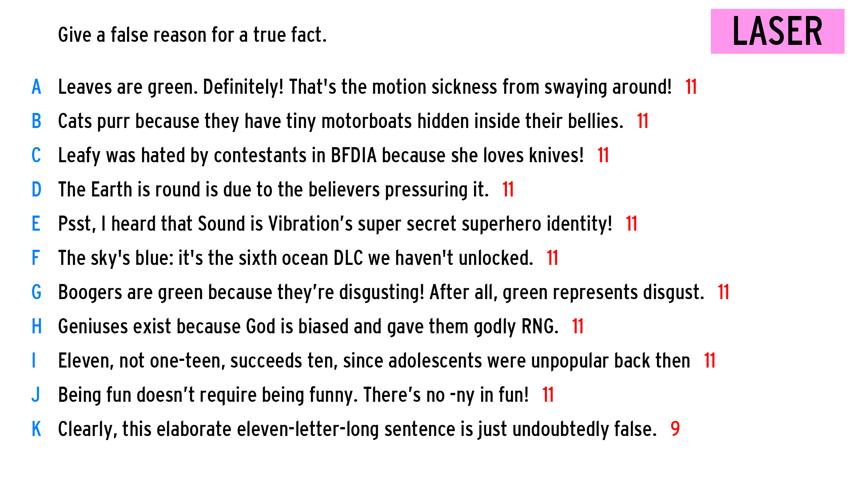 LASER
Give a false reason for a true fact.
A Leaves are green. Definitely! That's the motion sickness from swaying around! 11
B Cats purr because they have tiny motorboats hidden inside their bellies. 11
C Leafy was hated by contestants in BFDIA because she loves knives! 11
D The Earth is round is due to the believers pressuring it. 11
E Psst, I heard that Sound is Vibration’s super secret superhero identity! 11
F The sky's blue: it's the sixth ocean DLC we haven't unlocked. 11
G Boogers are green because they’re disgusting! After all, green represents disgust. 11
H Geniuses exist because God is biased and gave them godly RNG. 11
I Eleven, not one-teen, succeeds ten, since adolescents were unpopular back then 11
J Being fun doesn’t require being funny. There’s no -ny in fun! 11
K Clearly, this elaborate eleven-letter-long sentence is just undoubtedly false. 9